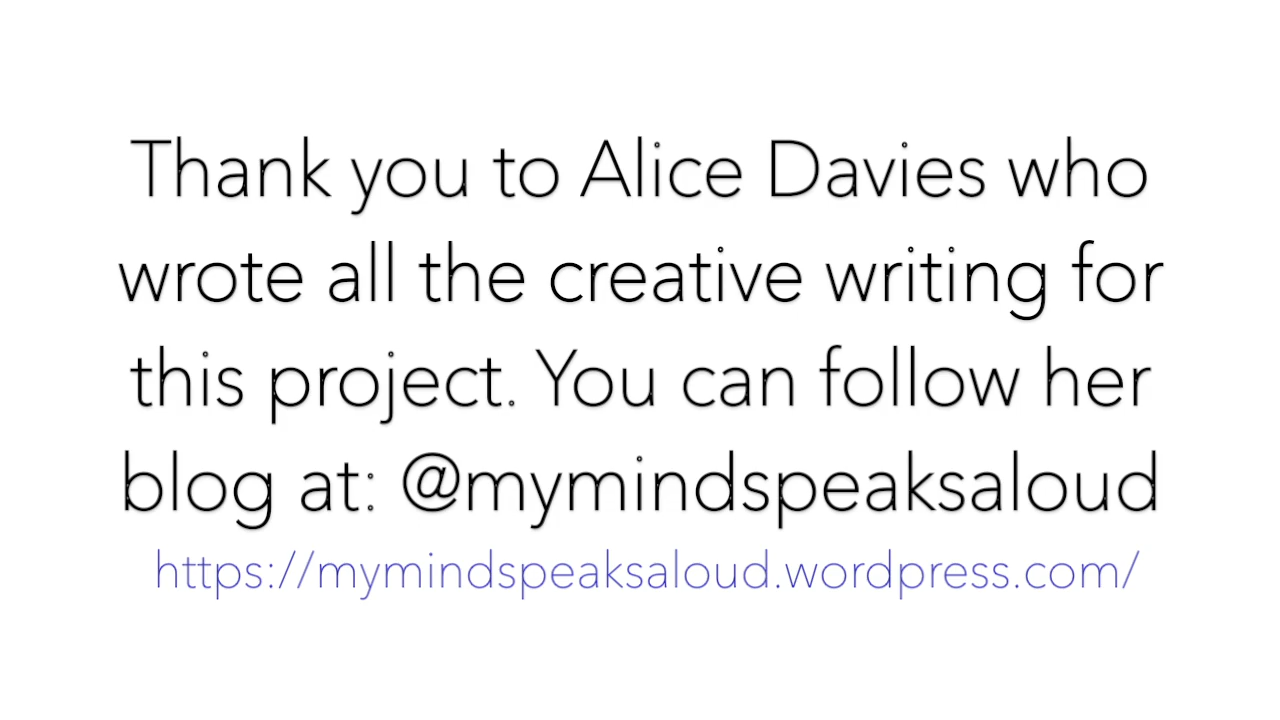 Thank you to Alice Davies who
wrote all the creative writing for
this project. You can follow her
blog at: @mymindspeaksaloud
https://mymindspeaksaloud.wordpress.com/